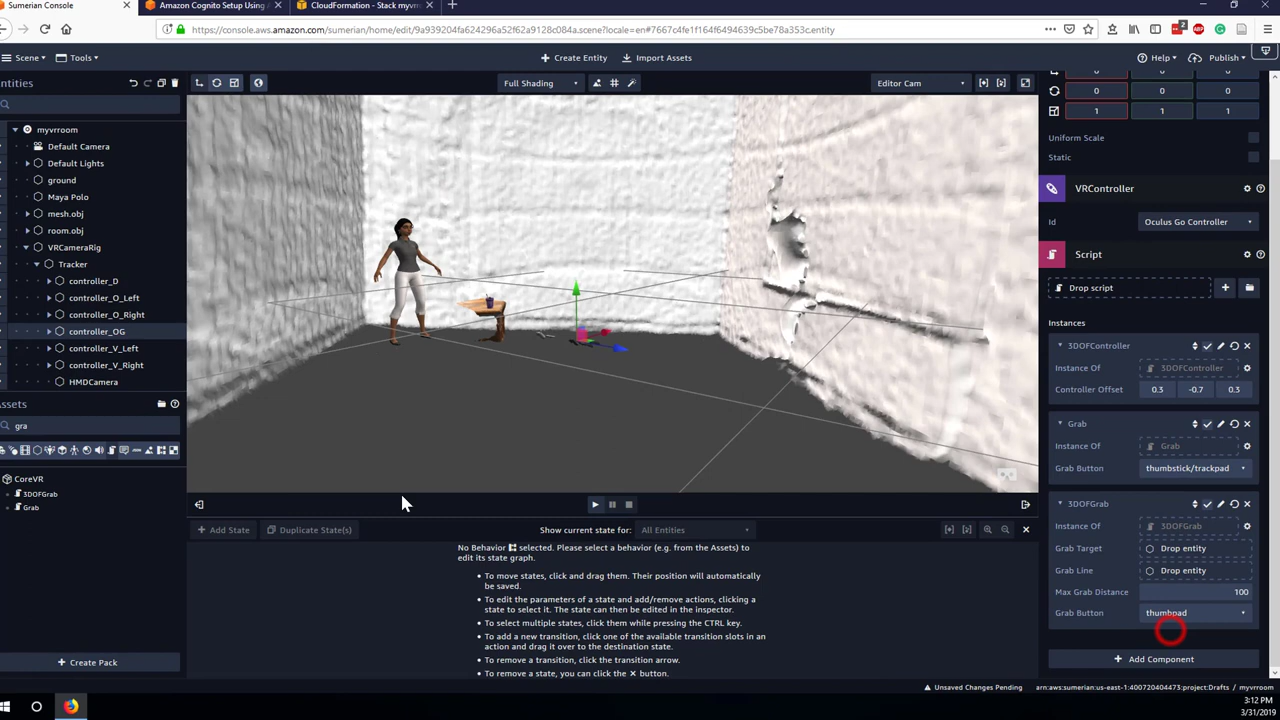 Sumerian Console
Amazon Cognito Setup Using A
CloudFormation - Stack myvrr
https://console.aws.amazon.com/sumerian/home/edit/9a939204fa624296a52f62a9128c084a.scene?locale=en#7667c4fe1f164f6494639c5be78a353c.entity
Scene
Tools
Create Entity
Import Assets
Help
Publish
Entities
Full Shading
Editor Cam
0 0 0
0 0 0
1 1 1
myvrroom
Default Camera
Default Lights
ground
Maya Polo
mesh.obj
room.obj
VRCameraRig
Tracker
controller_D
controller_O_Left
controller_O_Right
controller_OG
controller_V_Left
controller_V_Right
HMDCamera
Assets
gra
CoreVR
3DOFGrab
Grab
Create Pack
Add State
Duplicate State(s)
Show current state for:
All Entities
No Behavior selected. Please select a behavior (e.g. from the Assets) to
edit its state graph.
• To move states, click and drag them. Their position will automatically
be saved.
• To edit the parameters of a state and add/remove actions, clicking a
state to select it. The state can then be edited in the inspector.
• To select multiple states, click them while pressing the CTRL key.
• To add a new transition, click one of the available transition slots in an
action and drag it over to the destination state.
• To remove a transition, click the transition arrow.
• To remove a state, you can click the ✕ button.
Uniform Scale
Static
VRController
Id
Oculus Go Controller
Script
Drop script
Instances
3DOFController
Instance Of
3DOFController
Controller Offset
0.3 -0.7 0.3
Grab
Instance Of
Grab
Grab Button
thumbstick/trackpad
3DOFGrab
Instance Of
3DOFGrab
Grab Target
Drop entity
Grab Line
Drop entity
Max Grab Distance
100
Grab Button
thumbpad
Add Component
Unsaved Changes Pending
arn:aws:sumerian:us-east-1:400720404473:project:Drafts / myvrroom
3:12 PM
3/31/2019